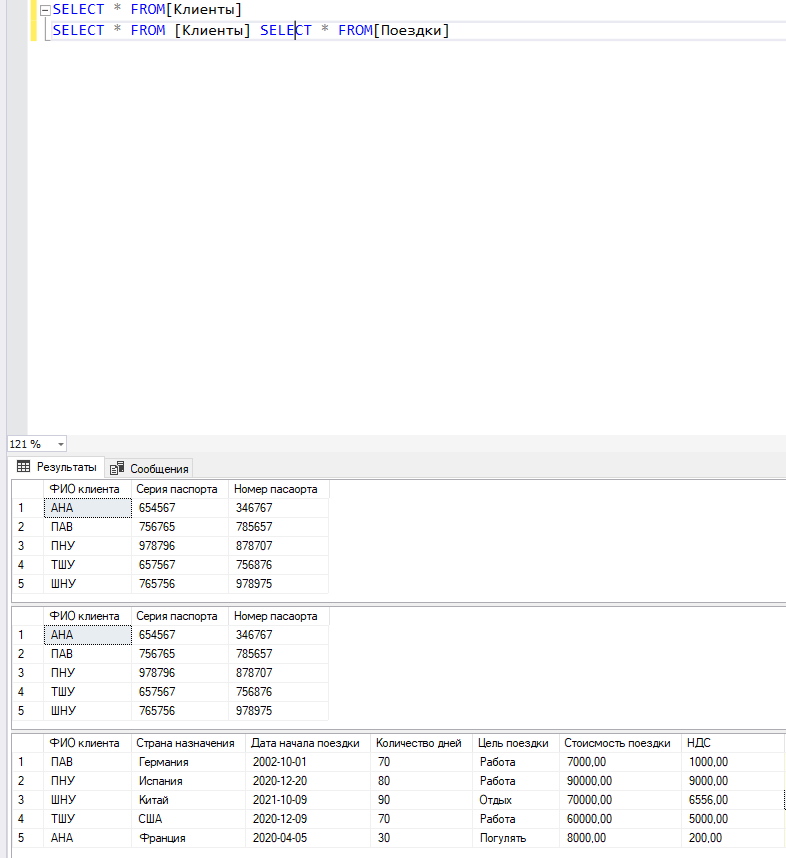 SELECT * FROM[Клиенты]
SELECT * FROM [Клиенты] SELECT * FROM[Поездки]
121 %
Результаты Сообщения
ФИО клиента Серия паспорта Номер пасаорта
1 АНА 654567 346767
2 ПАВ 756765 785657
3 ПНУ 978796 878707
4 ТШУ 657567 756876
5 ШНУ 765756 978975
ФИО клиента Серия паспорта Номер пасаорта
1 АНА 654567 346767
2 ПАВ 756765 785657
3 ПНУ 978796 878707
4 ТШУ 657567 756876
5 ШНУ 765756 978975
ФИО клиента Страна назначения Дата начала поездки Количество дней Цель поездки Стоисмость поездки НДС
1 ПАВ Германия 2002-10-01 70 Работа 7000,00 1000,00
2 ПНУ Испания 2020-12-20 80 Работа 90000,00 9000,00
3 ШНУ Китай 2021-10-09 90 Отдых 70000,00 6556,00
4 ТШУ США 2020-12-09 70 Работа 60000,00 5000,00
5 АНА Франция 2020-04-05 30 Погулять 8000,00 200,00